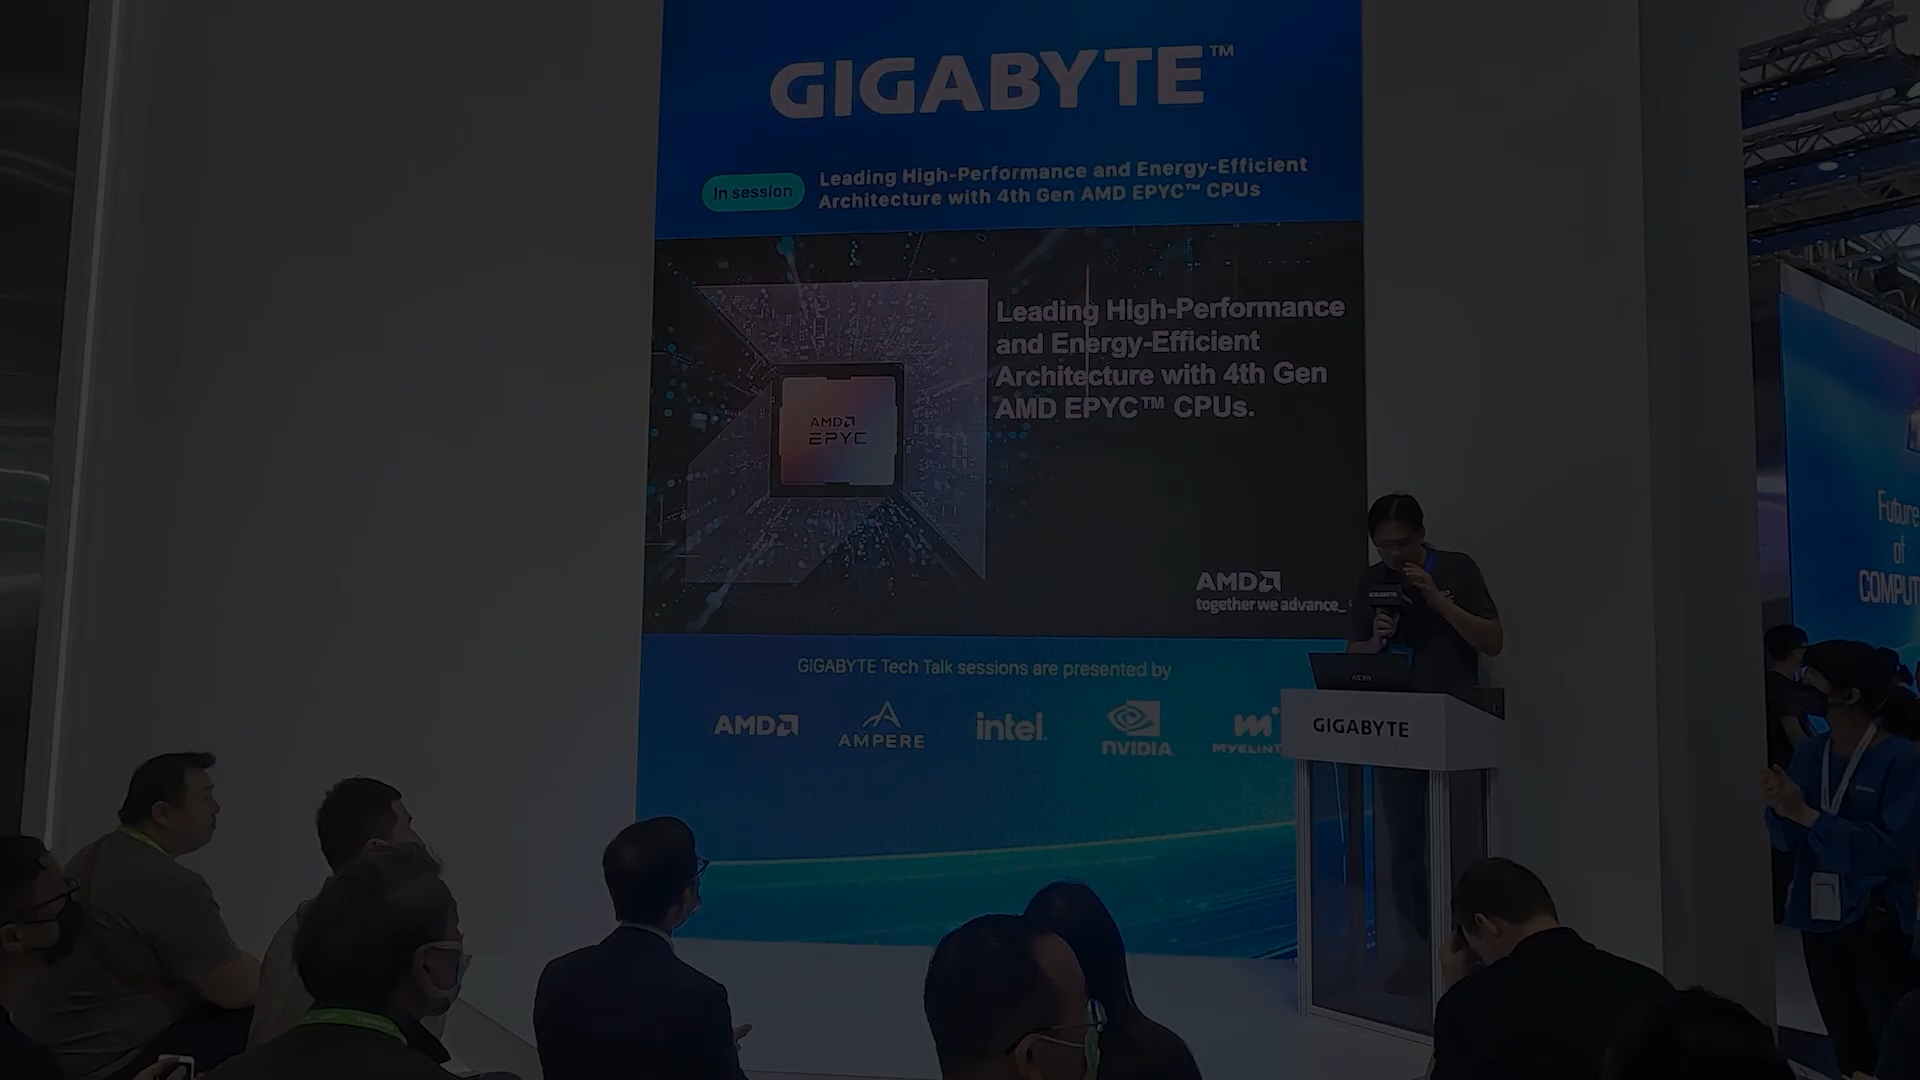 GIGABYTE™
In session
Leading High-Performance and Energy-Efficient
Architecture with 4th Gen AMD EPYC™ CPUs
AMD
EPYC
Leading High-Performance
and Energy-Efficient
Architecture with 4th Gen
AMD EPYC™ CPUs.
AMD
together we advance_
GIGABYTE Tech Talk sessions are presented by
AMD
AMPERE
intel.
NVIDIA
MYELINT
GIGABYTE
GIGABYTE
Future
of
COMPUT